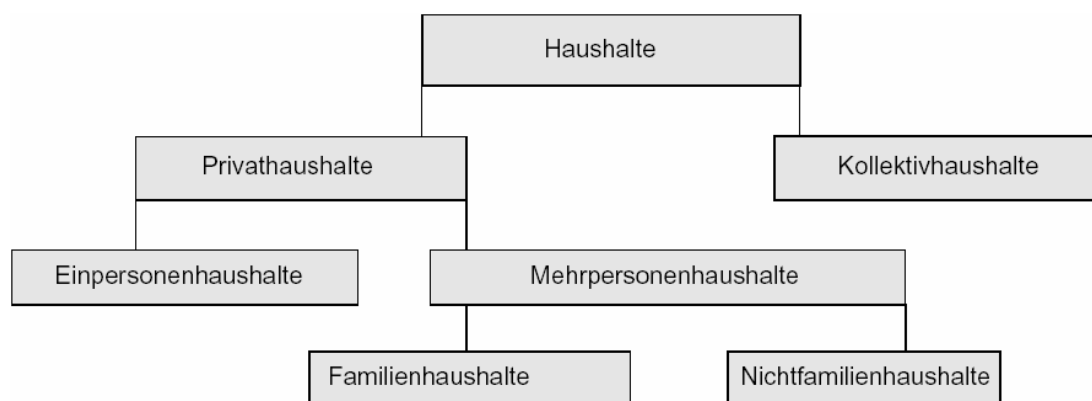 Haushalte
Privathaushalte
Kollektivhaushalte
Einpersonenhaushalte
Mehrpersonenhaushalte
Familienhaushalte
Nichtfamilienhaushalte